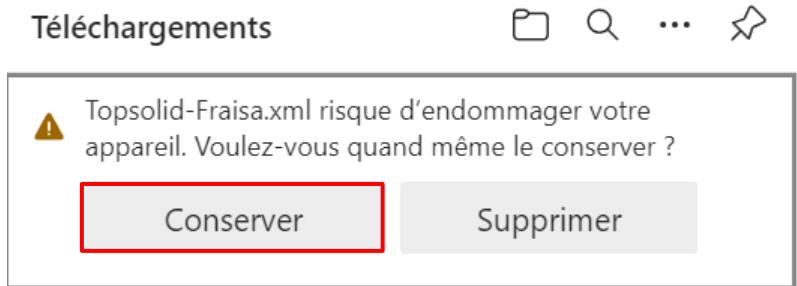 Téléchargements
Topsolid-Fraisa.xml risque d’endommager votre
appareil. Voulez-vous quand même le conserver ?
Conserver
Supprimer